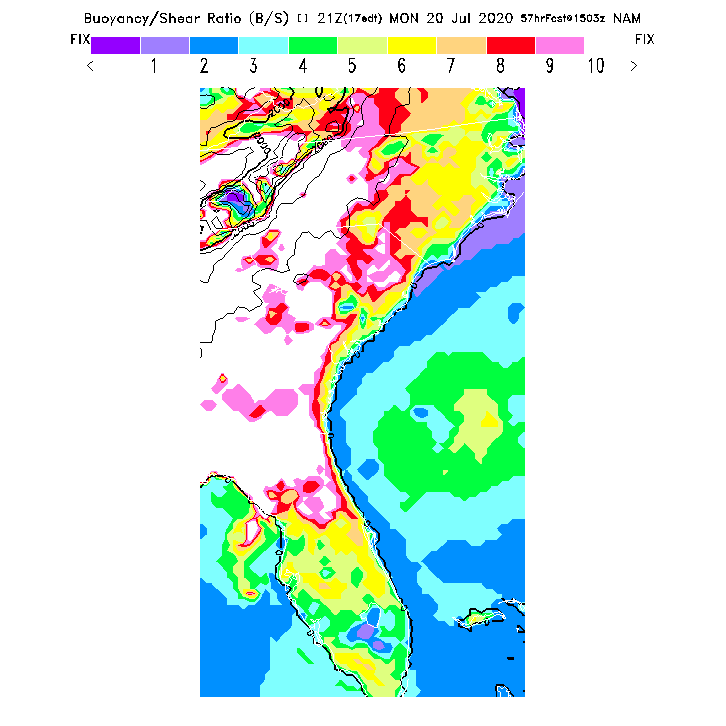 Buoyancy/Shear Ratio (B/S) [] 21Z(17edt) MON 20 Jul 2020 57hrFcst@1503z NAM
FIX FIX
< 1 2 3 4 5 6 7 8 9 10 >